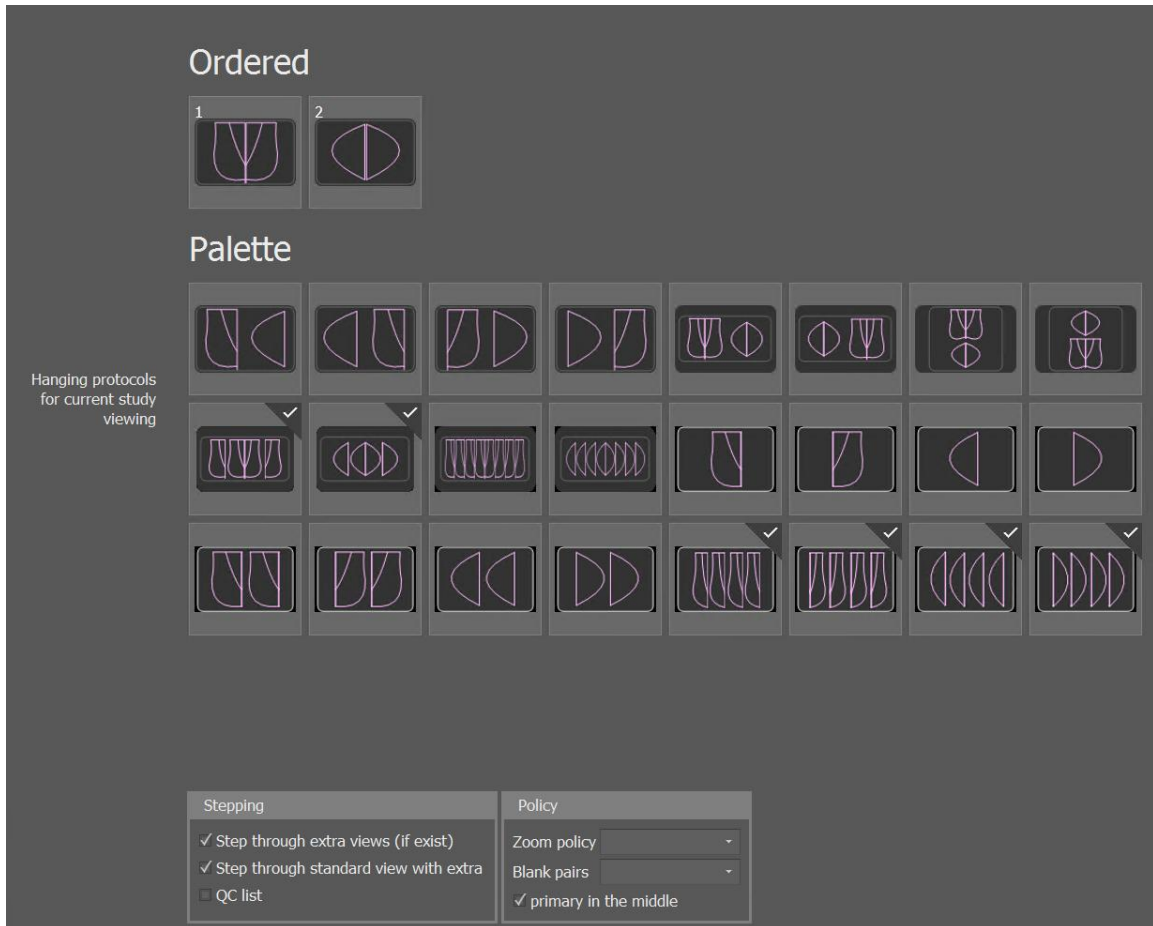 Ordered
1
2
Palette
Hanging protocols
for current study
viewing
Stepping
Step through extra views (if exist)
Step through standard view with extra
QC list
Policy
Zoom policy
Blank pairs
primary in the middle